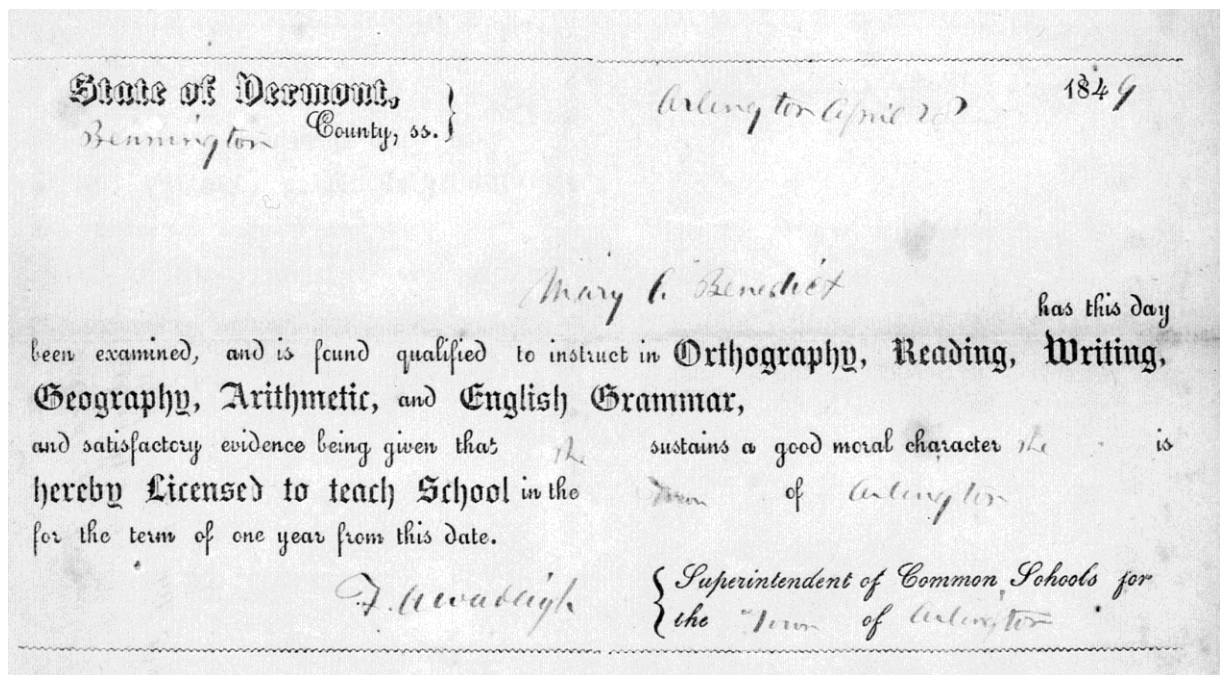 State of Vermont,
Bennington County, ss. }
Arlington April 28 1849
Mary C. Benedict
has this day
been examined, and is found qualified to instruct in Orthography, Reading, Writing,
Geography, Arithmetic, and English Grammar,
and satisfactory evidence being given that she sustains a good moral character she is
hereby Licensed to teach School in the Town of Arlington
for the term of one year from this date.
F. A. Wadleigh
{ Superintendent of Common Schools for
the Town of Arlington